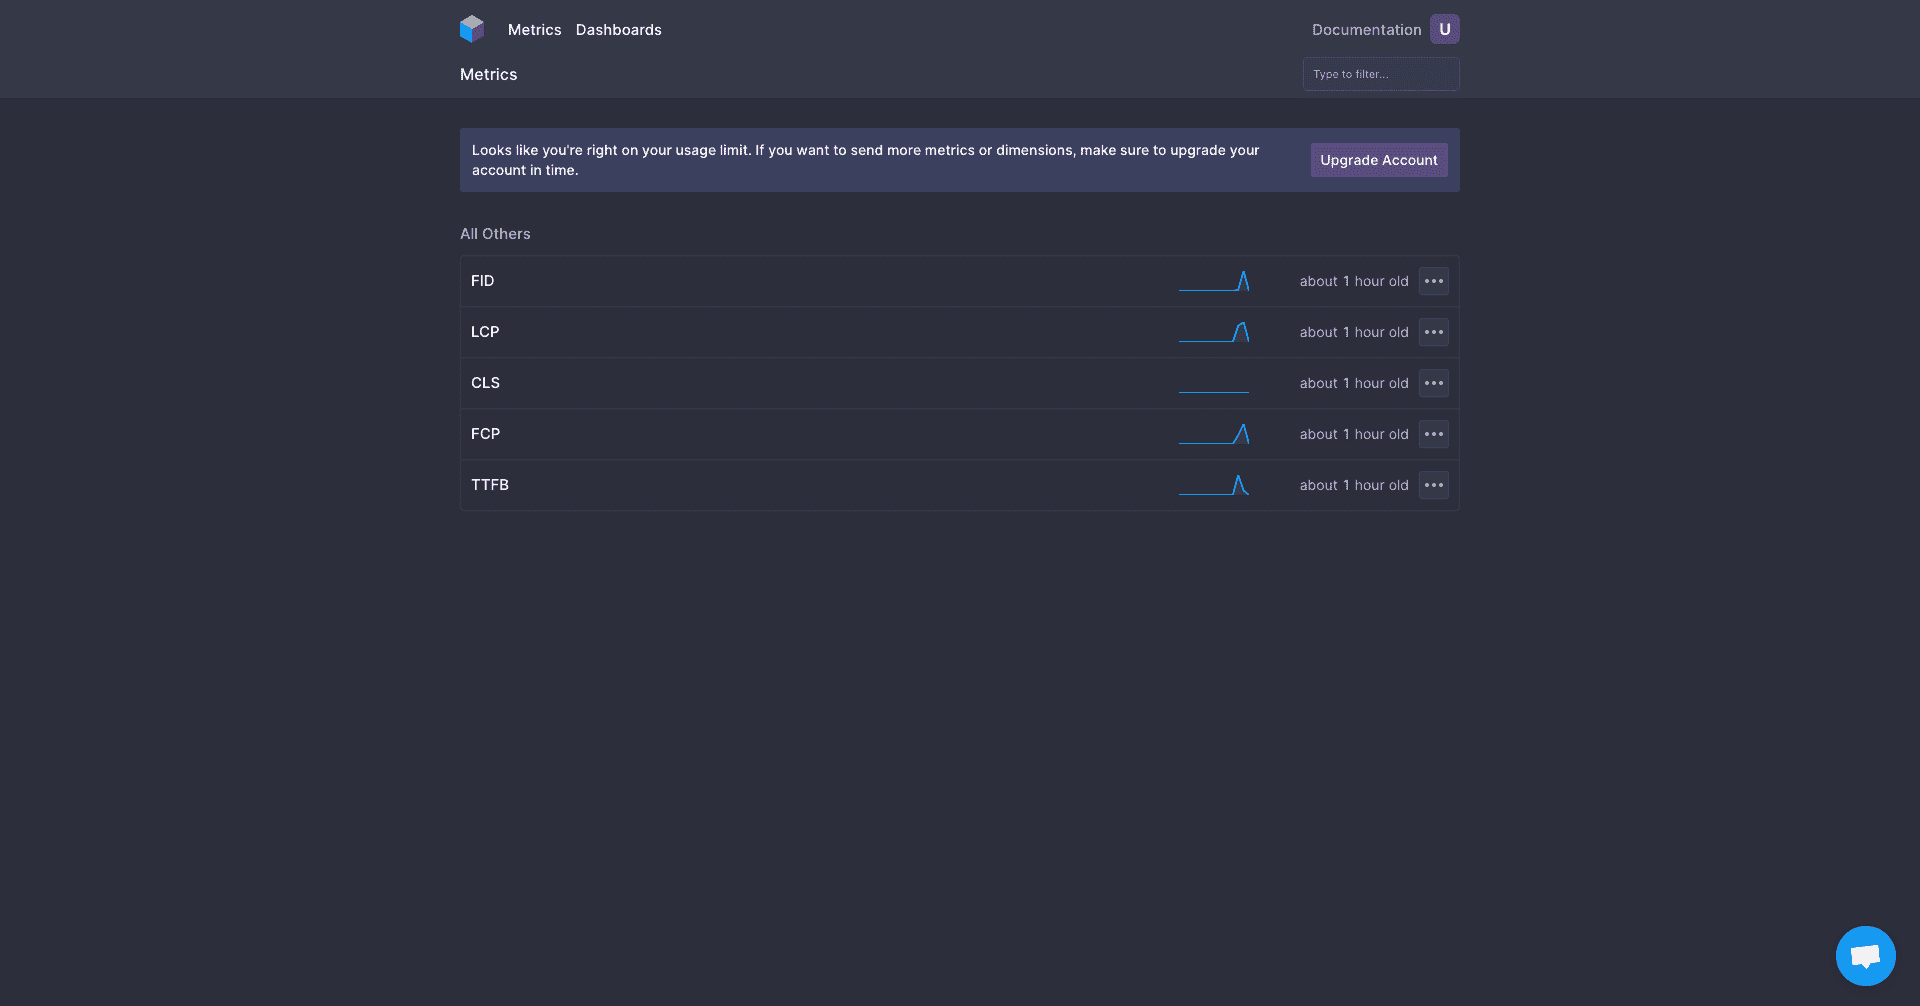 Metrics Dashboards Documentation U
Metrics Type to filter...
Looks like you're right on your usage limit. If you want to send more metrics or dimensions, make sure to upgrade your
account in time.
Upgrade Account
All Others
FID about 1 hour old
LCP about 1 hour old
CLS about 1 hour old
FCP about 1 hour old
TTFB about 1 hour old